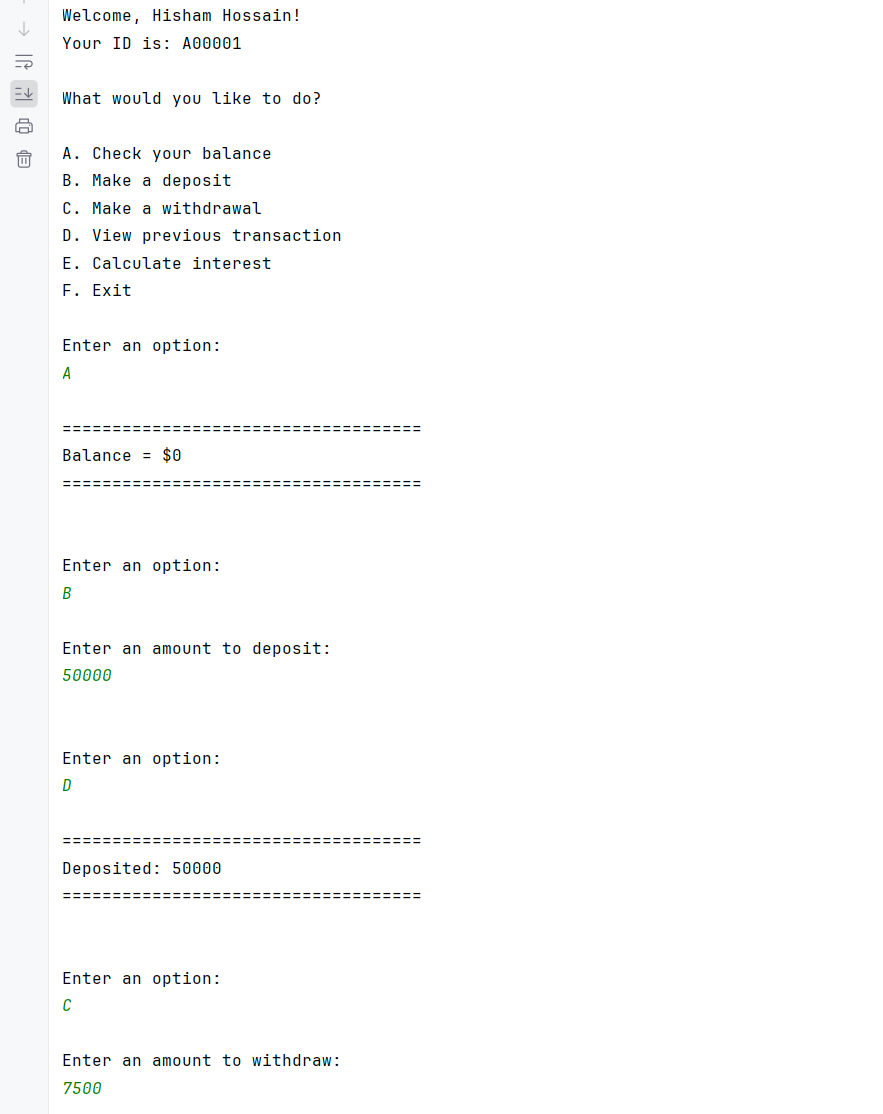 Welcome, Hisham Hossain!
Your ID is: A00001
What would you like to do?
A. Check your balance
B. Make a deposit
C. Make a withdrawal
D. View previous transaction
E. Calculate interest
F. Exit
Enter an option:
A
====================================
Balance = $0
====================================
Enter an option:
B
Enter an amount to deposit:
50000
Enter an option:
D
====================================
Deposited: 50000
====================================
Enter an option:
C
Enter an amount to withdraw:
7500